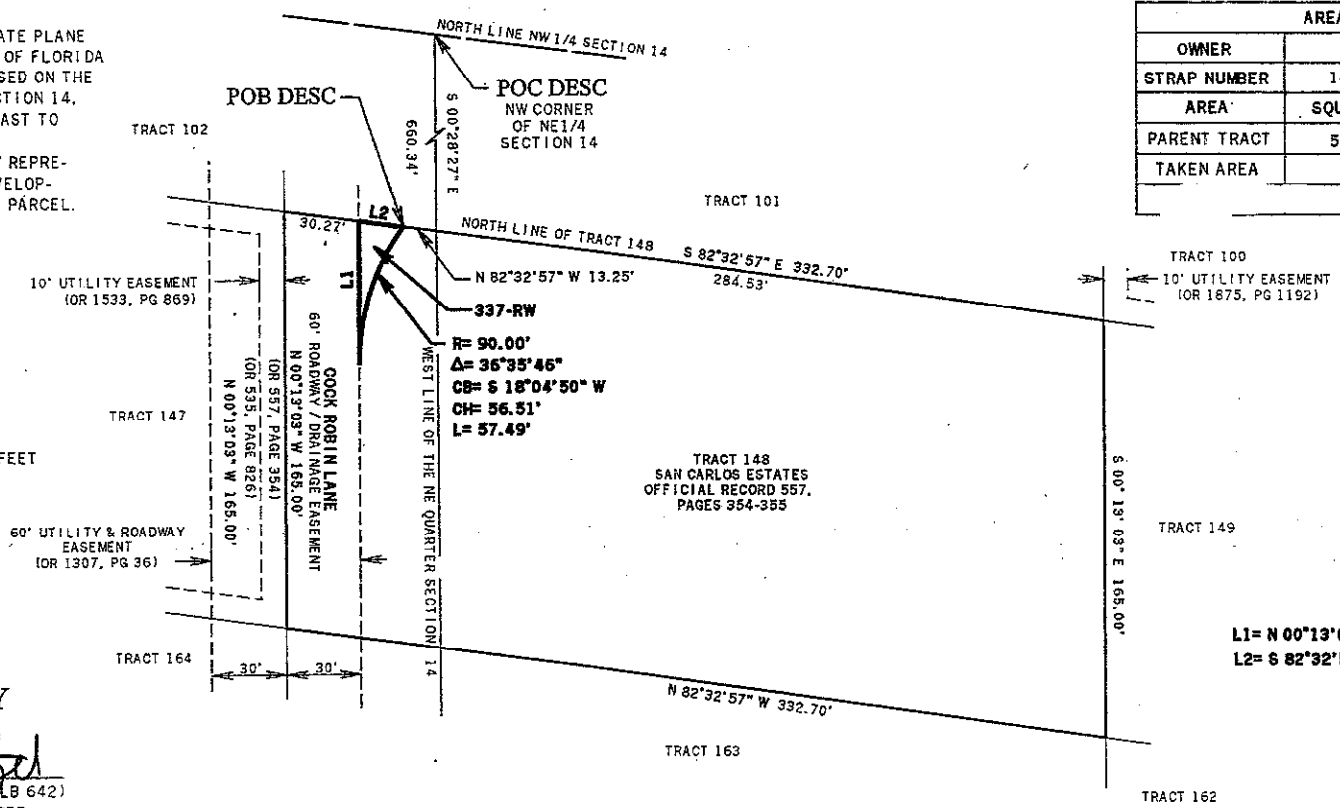 ATE PLANE
OF FLORIDA
SED ON THE
CTION 14,
AST TO
REPRE-
VELOP-
PARCEL.
FEET
NORTH LINE NW 1/4 SECTION 14
POB DESC
POC DESC
NW CORNER
OF NE1/4
SECTION 14
S 00°28'27" E
660.34'
TRACT 102
TRACT 101
L2
30.27'
NORTH LINE OF TRACT 148
S 82°32'57" E 332.70'
284.53'
N 82°32'57" W 13.25'
L1
337-RW
R= 90.00'
Δ= 36°35'46"
CB= S 18°04'50" W
CH= 56.51'
L= 57.49'
10' UTILITY EASEMENT
(OR 1533, PG 869)
TRACT 100
10' UTILITY EASEMENT
(OR 1875, PG 1192)
COCK ROBIN LANE
60' ROADWAY / DRAINAGE EASEMENT
N 00°13'03" W 165.00'
(OR 557, PAGE 354)
(OR 535, PAGE 826)
N 00°13'03" W 165.00'
WEST LINE OF THE NE QUARTER SECTION 14
TRACT 147
TRACT 148
SAN CARLOS ESTATES
OFFICIAL RECORD 557,
PAGES 354-355
S 00°13'03" E 165.00'
TRACT 149
60' UTILITY & ROADWAY
EASEMENT
(OR 1307, PG 36)
TRACT 164
30'
30'
N 82°32'57" W 332.70'
TRACT 163
TRACT 162
L1= N 00°13'0
L2= S 82°32'
Y
LB 642)
AREA
OWNER
STRAP NUMBER 1
AREA SQU
PARENT TRACT 5
TAKEN AREA